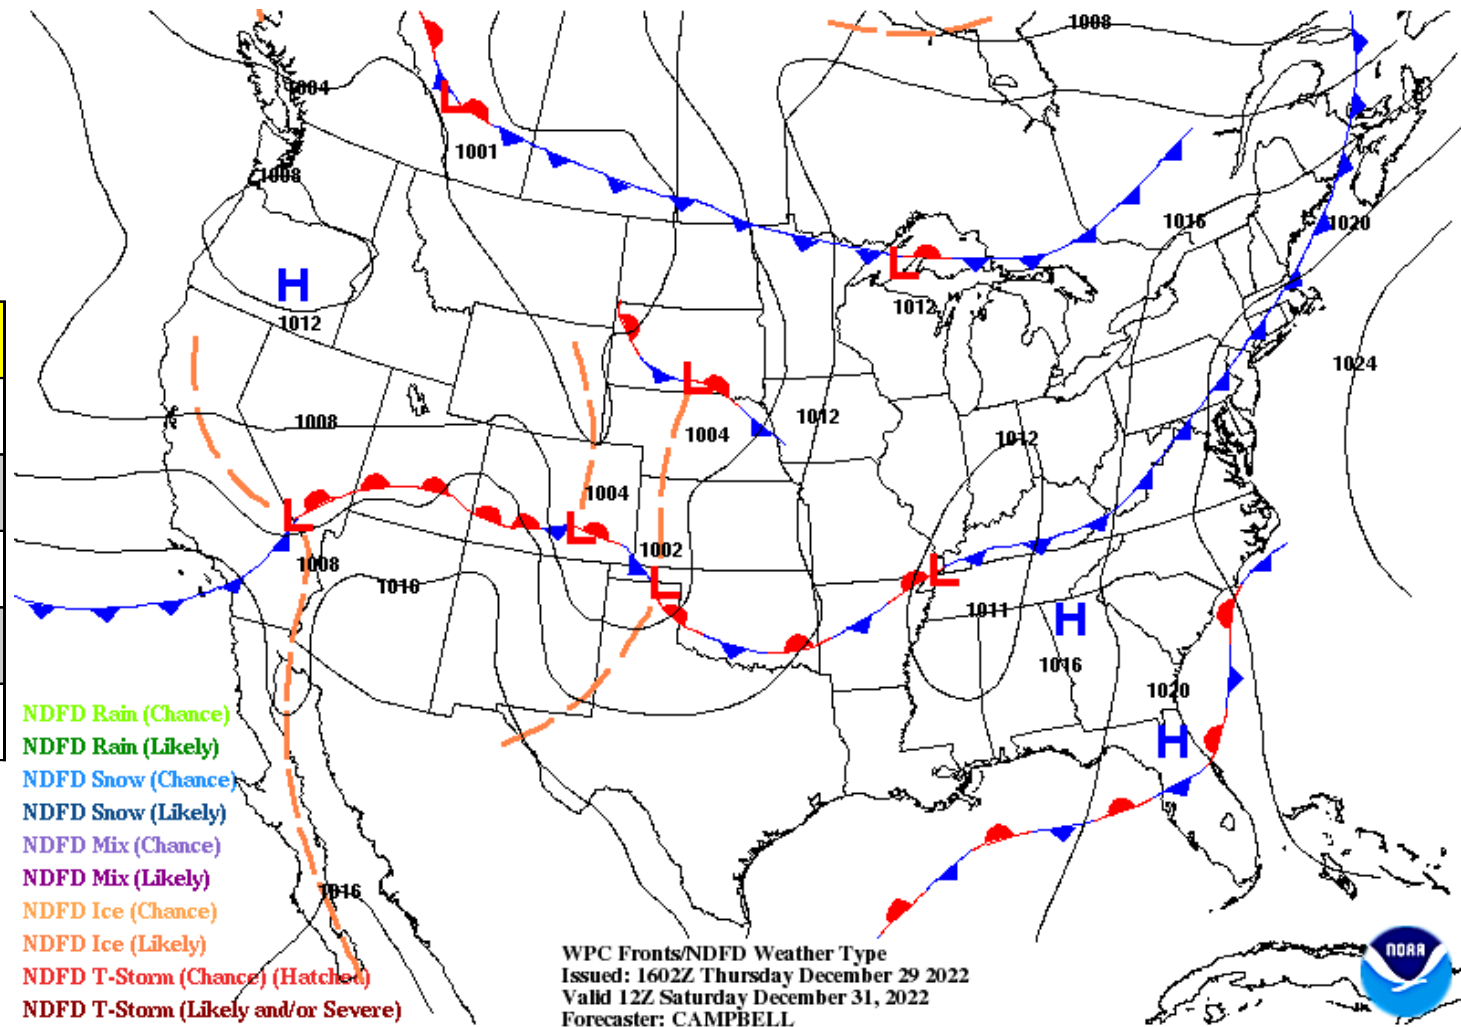 1008
1004
1001
1008
1016
1020
H
L
L
1012
1012
1024
L
1008
1004
1012
1012
1004
L
L
1002
1008
1016
L
L
1011
H
1016
1020
H
NDFD Rain (Chance)
NDFD Rain (Likely)
NDFD Snow (Chance)
NDFD Snow (Likely)
NDFD Mix (Chance)
NDFD Mix (Likely)
1016
NDFD Ice (Chance)
NDFD Ice (Likely)
NDFD T-Storm (Chance) (Hatched)
NDFD T-Storm (Likely and/or Severe)
WPC Fronts/NDFD Weather Type
Issued: 1602Z Thursday December 29 2022
Valid 12Z Saturday December 31, 2022
Forecaster: CAMPBELL
NOAA